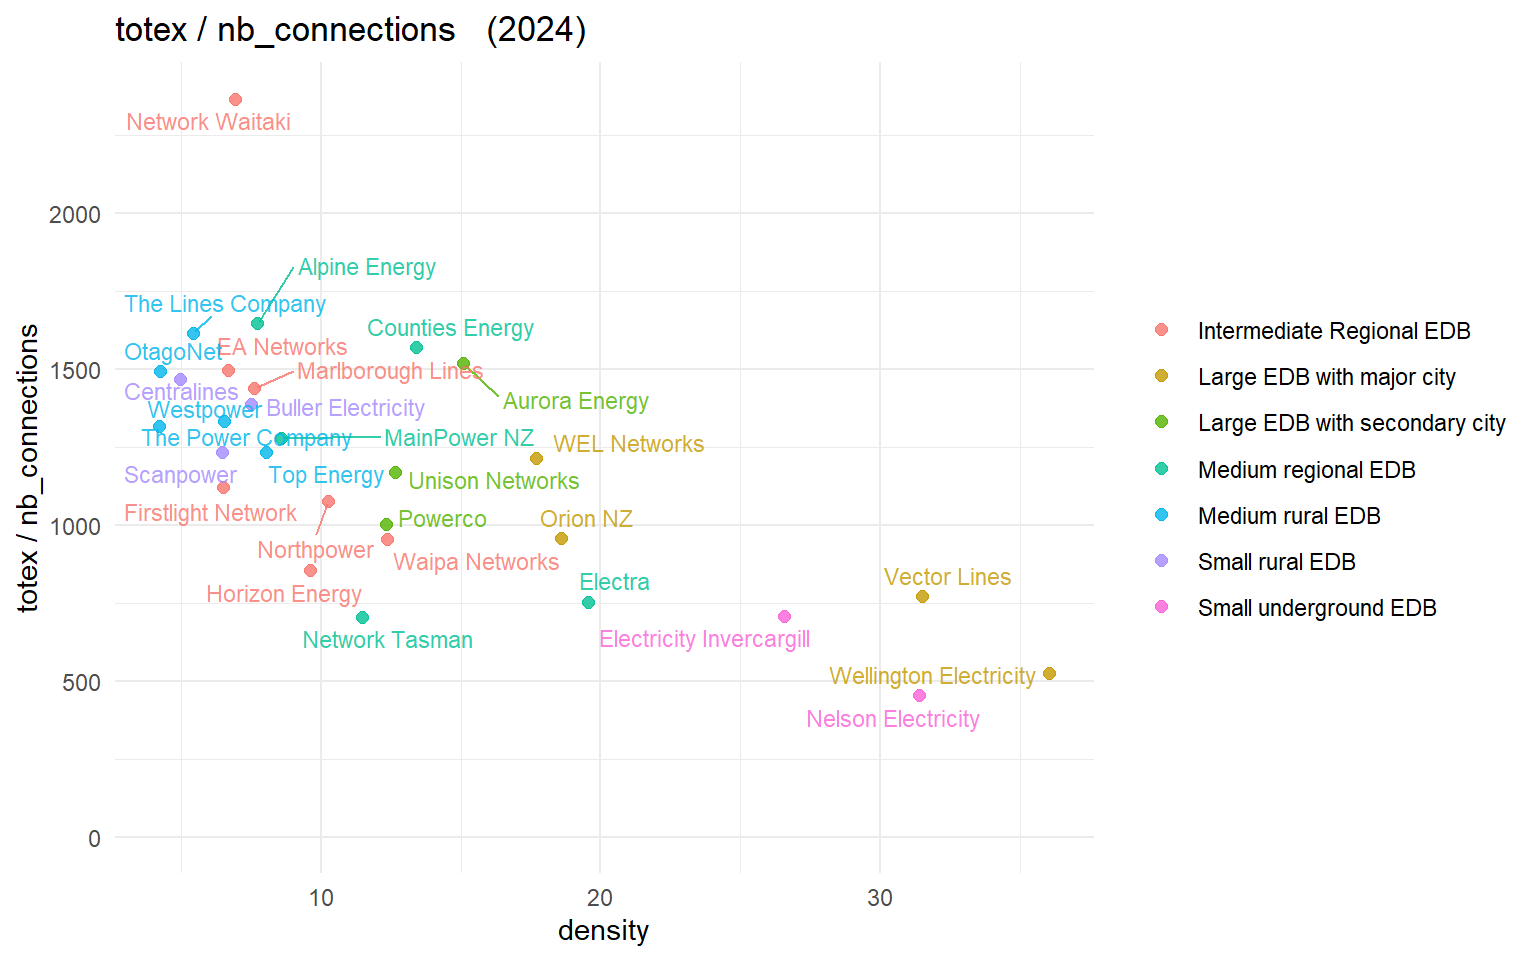 totex / nb_connections (2024)
Network Waitaki
2000
Alpine Energy
The Lines Company
Counties Energy
EA Networks
OtagoNet
1500
Marlborough Lines
Centralines
Aurora Energy
Westpower
Buller Electricity
The Power Company
MainPower NZ
WEL Networks
Scanpower
Top Energy
Unison Networks
Firstlight Network
1000
Powerco
Orion NZ
Northpower
Waipa Networks
Horizon Energy
Electra
Vector Lines
Network Tasman
Electricity Invercargill
500
Wellington Electricity
Nelson Electricity
0
10
20
30
density
totex / nb_connections
Intermediate Regional EDB
Large EDB with major city
Large EDB with secondary city
Medium regional EDB
Medium rural EDB
Small rural EDB
Small underground EDB